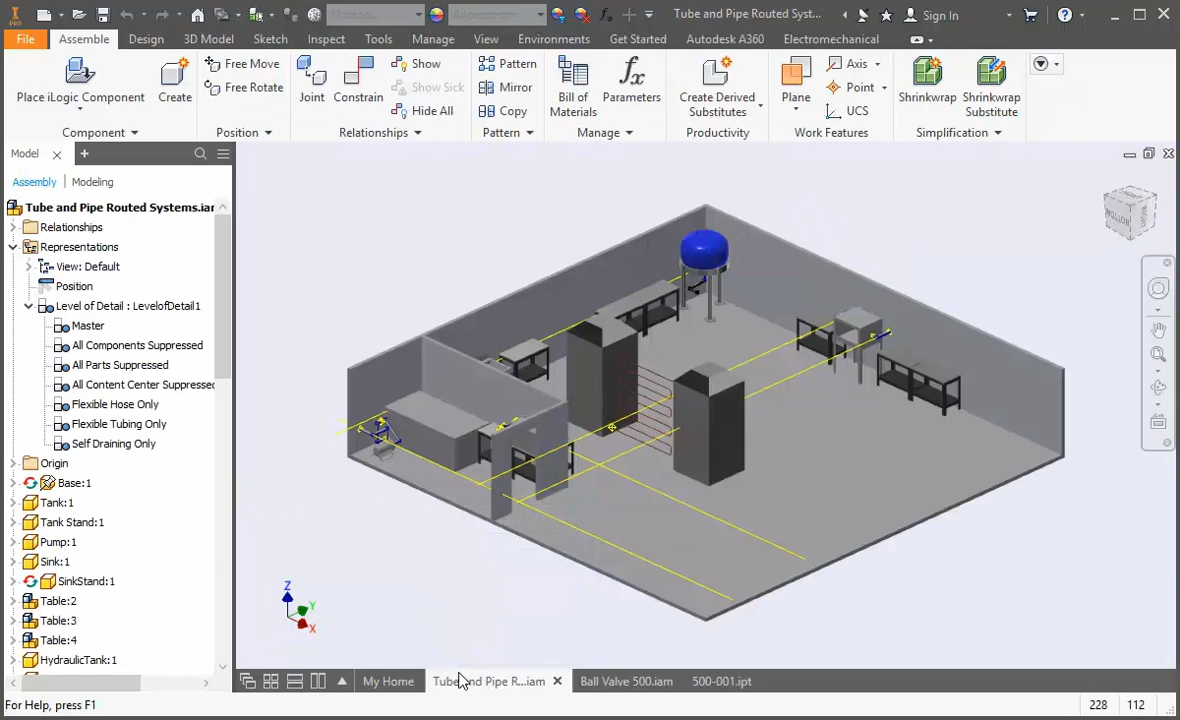 Material
Appearance
Tube and Pipe Routed Syst...
Sign In
File
Assemble
Design
3D Model
Sketch
Inspect
Tools
Manage
View
Environments
Get Started
Autodesk A360
Electromechanical
Place iLogic Component
Create
Free Move
Free Rotate
Joint
Constrain
Show
Show Sick
Hide All
Pattern
Mirror
Copy
Bill of
Materials
Parameters
Create Derived
Substitutes
Plane
Axis
Point
UCS
Shrinkwrap
Shrinkwrap
Substitute
Component
Position
Relationships
Pattern
Manage
Productivity
Work Features
Simplification
Model
Assembly
Modeling
Tube and Pipe Routed Systems.iam
Relationships
Representations
View: Default
Position
Level of Detail : LevelofDetail1
Master
All Components Suppressed
All Parts Suppressed
All Content Center Suppressed
Flexible Hose Only
Flexible Tubing Only
Self Draining Only
Origin
Base:1
Tank:1
Tank Stand:1
Pump:1
Sink:1
SinkStand:1
Table:2
Table:3
Table:4
HydraulicTank:1
BOTTOM
Z
Y
X
My Home
Tube and Pipe R...iam
Ball Valve 500.iam
500-001.ipt
For Help, press F1
228
112